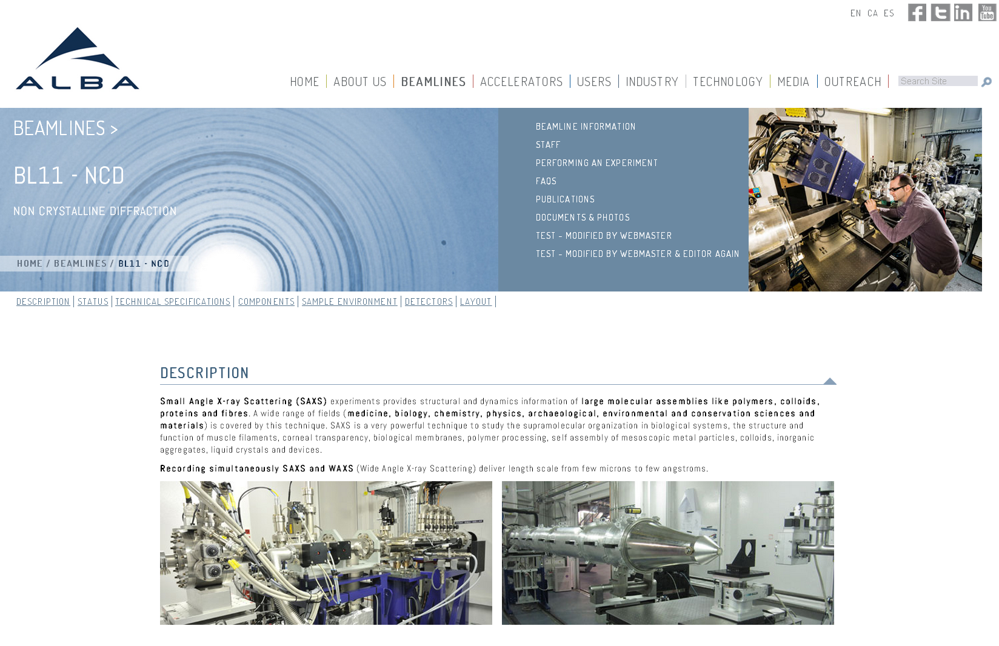 EN CA ES
You Tube
ALBA
HOME | ABOUT US | BEAMLINES | ACCELERATORS | USERS | INDUSTRY | TECHNOLOGY | MEDIA | OUTREACH |
Search Site
BEAMLINES >
BL11 - NCD
NON CRYSTALLINE DIFFRACTION
HOME / BEAMLINES / BL11 - NCD
BEAMLINE INFORMATION
STAFF
PERFORMING AN EXPERIMENT
FAQS
PUBLICATIONS
DOCUMENTS & PHOTOS
TEST - MODIFIED BY WEBMASTER
TEST - MODIFIED BY WEBMASTER & EDITOR AGAIN
DESCRIPTION | STATUS | TECHNICAL SPECIFICATIONS | COMPONENTS | SAMPLE ENVIRONMENT | DETECTORS | LAYOUT |
DESCRIPTION
Small Angle X-ray Scattering (SAXS) experiments provides structural and dynamics information of large molecular assemblies like polymers, colloids,
proteins and fibres. A wide range of fields (medicine, biology, chemistry, physics, archaeological, environmental and conservation sciences and
materials) is covered by this technique. SAXS is a very powerful technique to study the supramolecular organization in biological systems, the structure and
function of muscle filaments, corneal transparency, biological membranes, polymer processing, self assembly of mesoscopic metal particles, colloids, inorganic
aggregates, liquid crystals and devices.
Recording simultaneously SAXS and WAXS (Wide Angle X-ray Scattering) deliver length scale from few microns to few angstroms.